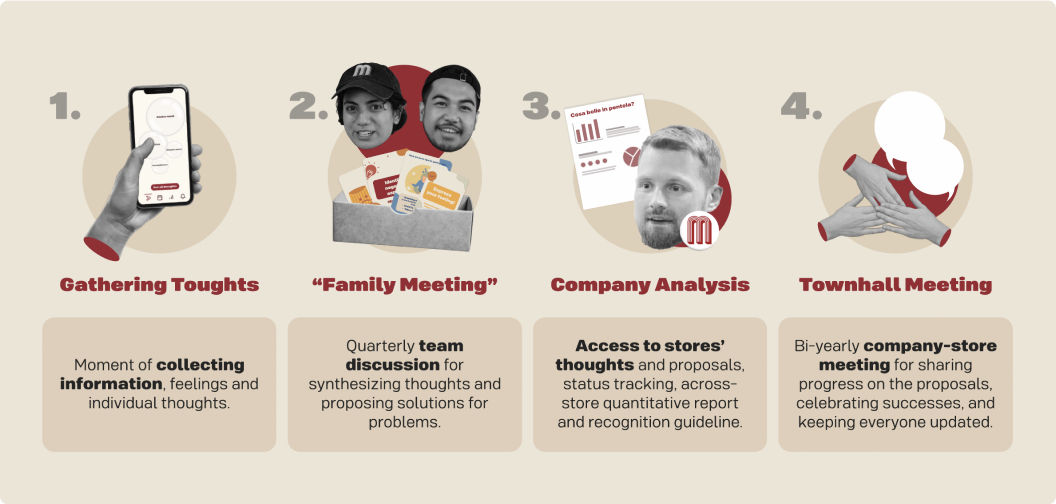 1.
2.
3.
4.
Cosa bolle in pentola?
m
m
Gathering Toughts
"Family Meeting"
Company Analysis
Townhall Meeting
Moment of collecting
information, feelings and
individual thoughts.
Quarterly team
discussion for
synthesizing thoughts and
proposing solutions for
problems.
Access to stores'
thoughts and proposals,
status tracking, across-
store quantitative report
and recognition guideline.
Bi-yearly company-store
meeting for sharing
progress on the proposals,
celebrating successes, and
keeping everyone updated.